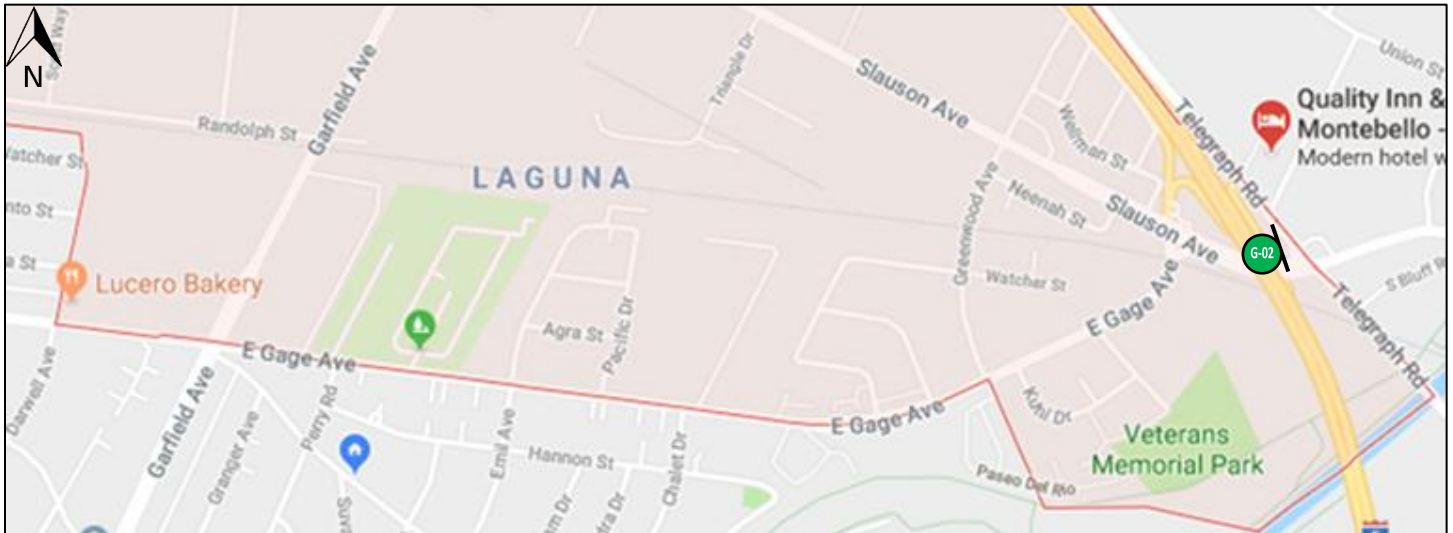 N
Garfield Ave
Randolph St
Triangle Dr
Slauson Ave
Union St
Quality Inn &
Montebello -
Modern hotel w
Telegraph Rd
Wellman St
Watcher St
LAGUNA
Greenwood Ave
Neenah St
Slauson Ave
G-02
a St
Lucero Bakery
Watcher St
S Bluff R
E Gage Ave
Telegraph Rd
Agra St
Pacific Dr
E Gage Ave
Darwell Ave
Garfield Ave
Perry Rd
Granger Ave
E Gage Ave
Kuhl Dr
Emil Ave
Hannon St
Chalet Dr
Veterans
Memorial Park
Paseo Del Rio